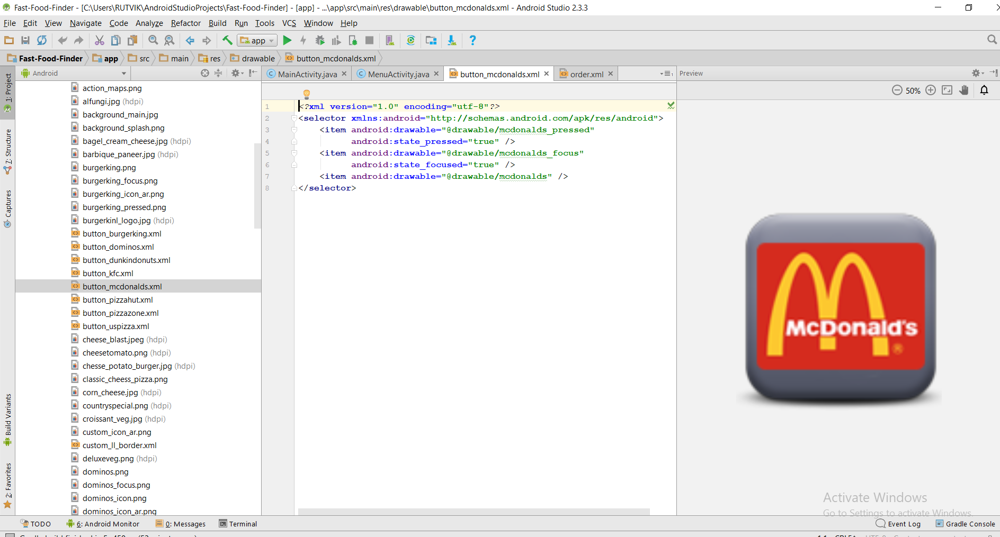 Fast-Food-Finder - [C:\Users\RUTVIK\AndroidStudioProjects\Fast-Food-Finder] - [app] - ...\app\src\main\res\drawable\button_mcdonalds.xml - Android Studio 2.3.3
File Edit View Navigate Code Analyze Refactor Build Run Tools VCS Window Help
app
Fast-Food-Finder app src main res drawable button_mcdonalds.xml
Android
MainActivity.java MenuActivity.java button_mcdonalds.xml order.xml
Preview
50%
1: Project
7: Structure
Captures
Build Variants
2: Favorites
action_maps.png
alfungi.jpg (hdpi)
background_main.jpg
background_splash.png
bagel_cream_cheese.jpg (hdpi)
barbique_paneer.jpg (hdpi)
burgerking.png
burgerking_focus.png
burgerking_icon_ar.png
burgerking_pressed.png
burgerkinl_logo.jpg (hdpi)
button_burgerking.xml
button_dominos.xml
button_dunkindonuts.xml
button_kfc.xml
button_mcdonalds.xml
button_pizzahut.xml
button_pizzazone.xml
button_uspizza.xml
cheese_blast.jpeg (hdpi)
cheesetomato.png (hdpi)
chesse_potato_burger.jpg (hdpi)
classic_cheess_pizza.png
corn_cheese.jpg (hdpi)
countryspecial.png (hdpi)
croissant_veg.jpg (hdpi)
custom_icon_ar.png
custom_ll_border.xml
deluxeveg.png (hdpi)
dominos.png
dominos_focus.png
dominos_icon.png
dominos_icon_ar.png
1 <?xml version="1.0" encoding="utf-8"?>
2 <selector xmlns:android="http://schemas.android.com/apk/res/android">
3 <item android:drawable="@drawable/mcdonalds_pressed"
4 android:state_pressed="true" />
5 <item android:drawable="@drawable/mcdonalds_focus"
6 android:state_focused="true" />
7 <item android:drawable="@drawable/mcdonalds" />
8 </selector>
McDonald's
®
Activate Windows
Go to Settings to activate Windows.
TODO 6: Android Monitor 0: Messages Terminal Event Log Gradle Console